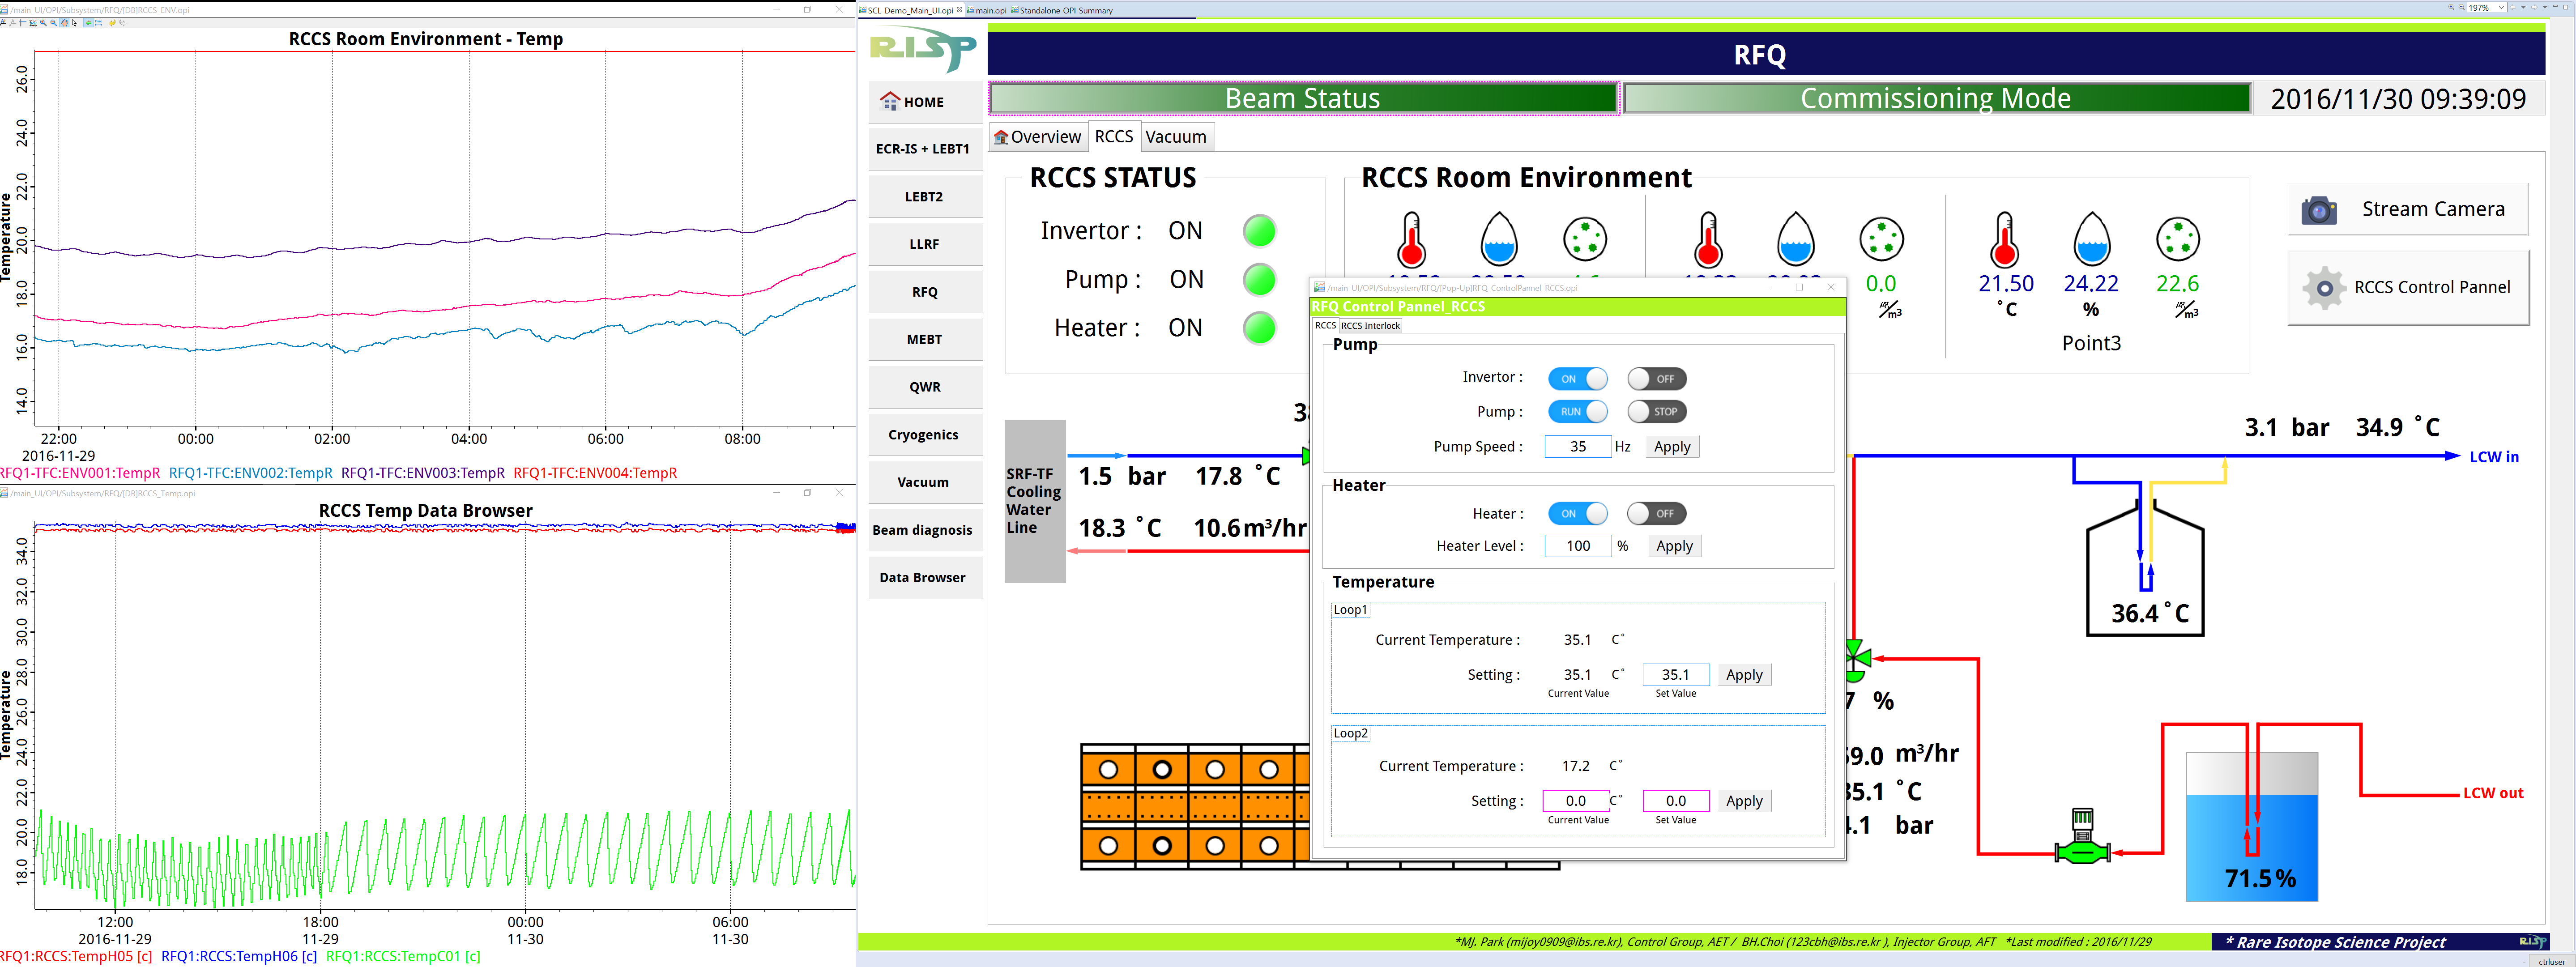 /main_UI/OPI/Subsystem/RFQ/[DB]RCCS_ENV.opi
RCCS Room Environment - Temp
Temperature
26.0
24.0
22.0
20.0
18.0
16.0
14.0
22:00 00:00 02:00 04:00 06:00 08:00
2016-11-29
RFQ1-TFC:ENV001:TempR RFQ1-TFC:ENV002:TempR RFQ1-TFC:ENV003:TempR RFQ1-TFC:ENV004:TempR
/main_UI/OPI/Subsystem/RFQ/[DB]RCCS_Temp.opi
RCCS Temp Data Browser
Temperature
34.0
32.0
30.0
28.0
26.0
24.0
22.0
20.0
18.0
12:00 18:00 00:00 06:00
2016-11-29 11-29 11-30 11-30
RFQ1:RCCS:TempH05 [c] RFQ1:RCCS:TempH06 [c] RFQ1:RCCS:TempC01 [c]
SCL-Demo_Main_UI.opi main.opi Standalone OPI Summary
197%
RISP
RFQ
Beam Status Commissioning Mode 2016/11/30 09:39:09
HOME
ECR-IS + LEBT1
LEBT2
LLRF
RFQ
MEBT
QWR
Cryogenics
Vacuum
Beam diagnosis
Data Browser
Overview RCCS Vacuum
RCCS STATUS
Invertor : ON
Pump : ON
Heater : ON
RCCS Room Environment
0.0
/m3
21.50 24.22 22.6
°C % /m3
Point3
Stream Camera
RCCS Control Pannel
SRF-TF
Cooling
Water
Line
1.5 bar 17.8 °C
18.3 °C 10.6 m³/hr
/main_UI/OPI/Subsystem/RFQ/[Pop-Up]RFQ_ControlPannel_RCCS.opi
RFQ Control Pannel_RCCS
RCCS RCCS Interlock
Pump
Invertor : ON OFF
Pump : RUN STOP
Pump Speed : 35 Hz Apply
Heater
Heater : ON OFF
Heater Level : 100 % Apply
Temperature
Loop1
Current Temperature : 35.1 C°
Setting : 35.1 C° 35.1 Apply
Current Value Set Value
Loop2
Current Temperature : 17.2 C°
Setting : 0.0 C° 0.0 Apply
Current Value Set Value
3.1 bar 34.9 °C
LCW in
36.4 °C
%
9.0 m³/hr
35.1 °C
.1 bar
LCW out
71.5 %
*MJ. Park (mijoy0909@ibs.re.kr), Control Group, AET / BH.Choi (123cbh@ibs.re.kr ), Injector Group, AFT *Last modified : 2016/11/29
* Rare Isotope Science Project
RISP
ctrluser